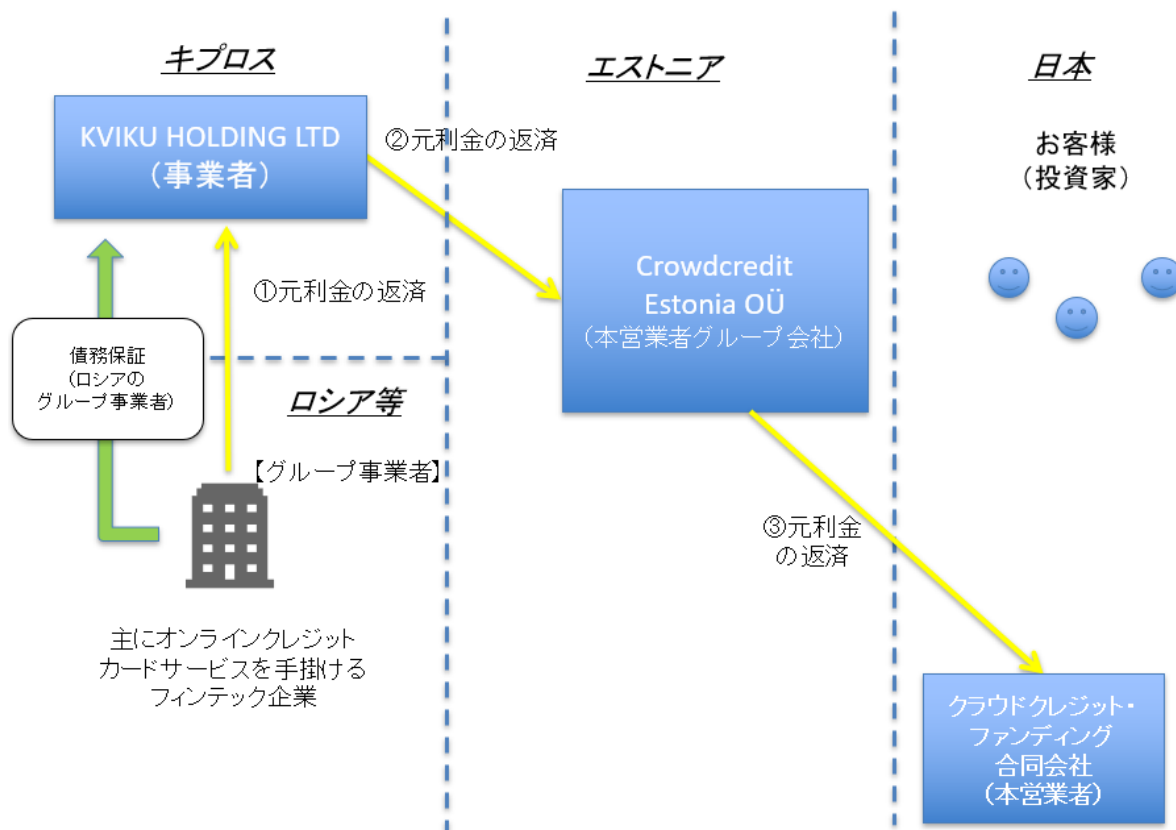 キプロス
エストニア
日本
KVIKU HOLDING LTD
（事業者）
②元利金の返済
お客様
（投資家）
Crowdcredit
Estonia OÜ
（本営業者グループ会社）
①元利金の返済
債務保証
（ロシアの
グループ事業者）
ロシア等
【グループ事業者】
③元利金
の返済
主にオンラインクレジット
カードサービスを手掛ける
フィンテック企業
クラウドクレジット・
ファンディング
合同会社
（本営業者）